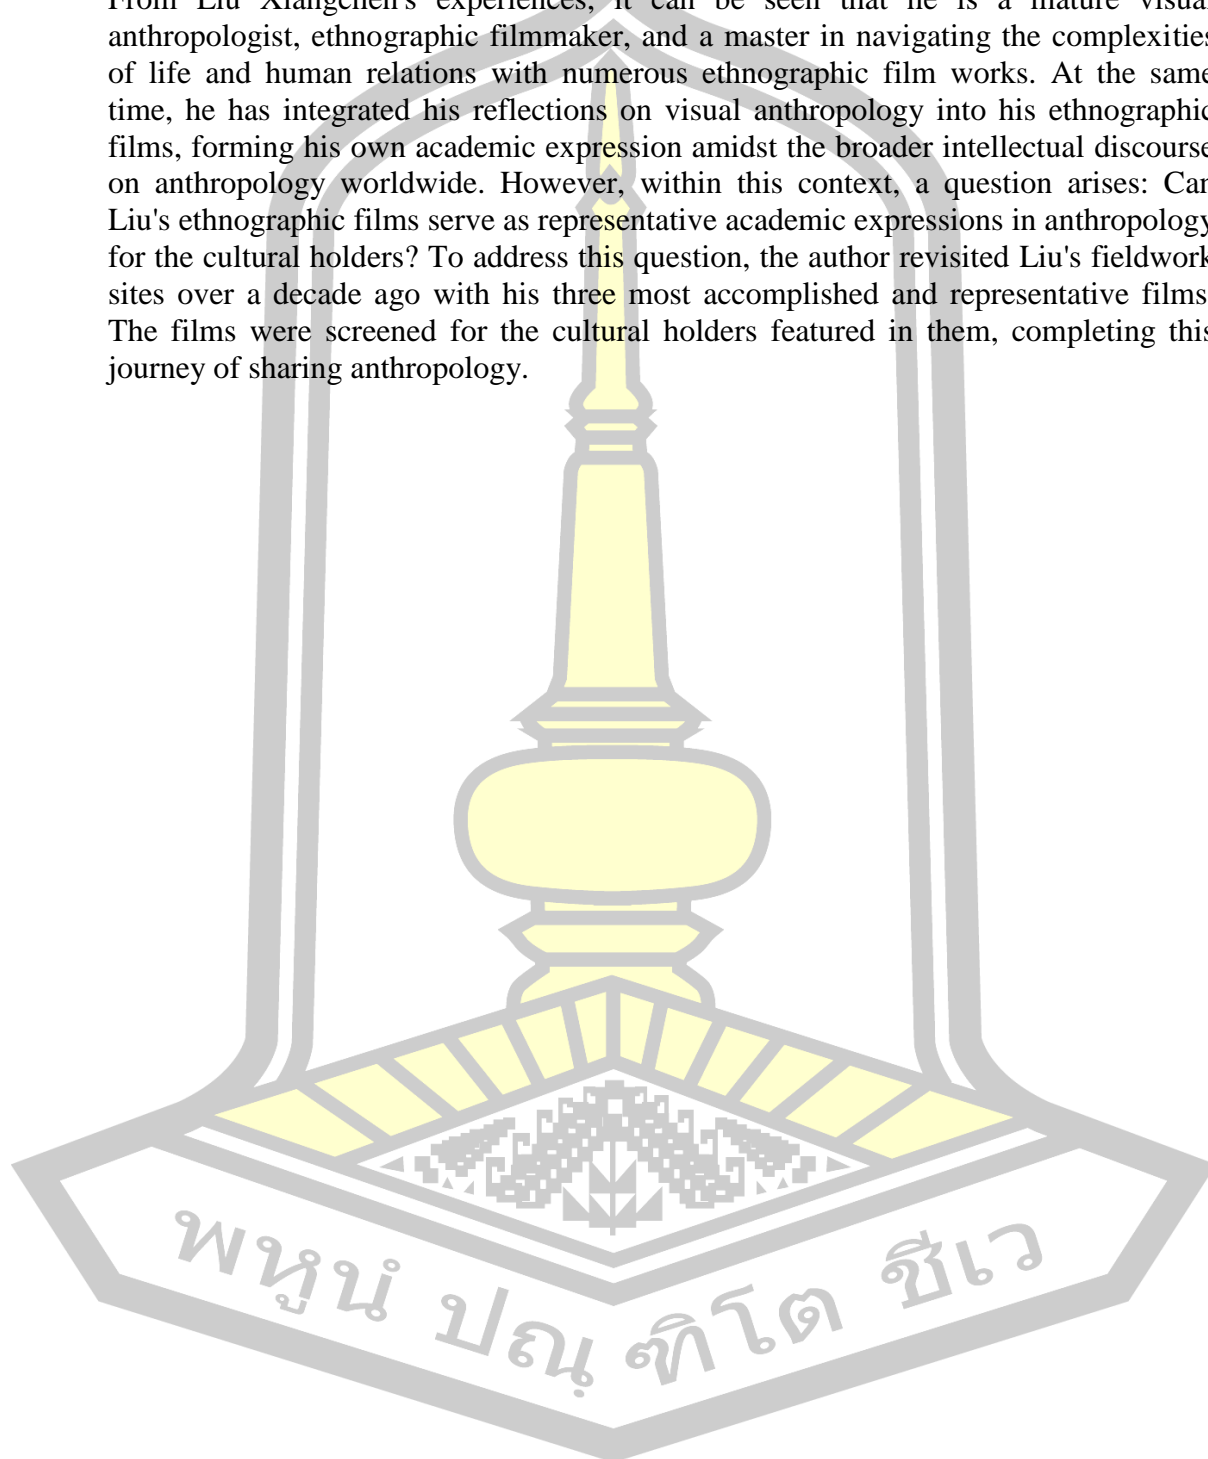 From Liu Xiangchen's experiences, it can be seen that he is a mature visual
anthropologist, ethnographic filmmaker, and a master in navigating the complexities
of life and human relations with numerous ethnographic film works. At the same
time, he has integrated his reflections on visual anthropology into his ethnographic
films, forming his own academic expression amidst the broader intellectual discourse
on anthropology worldwide. However, within this context, a question arises: Can
Liu's ethnographic films serve as representative academic expressions in anthropology
for the cultural holders? To address this question, the author revisited Liu's fieldwork
sites over a decade ago with his three most accomplished and representative films.
The films were screened for the cultural holders featured in them, completing this
journey of sharing anthropology.
พหูนํ ปณฺฑิโต ชีเว